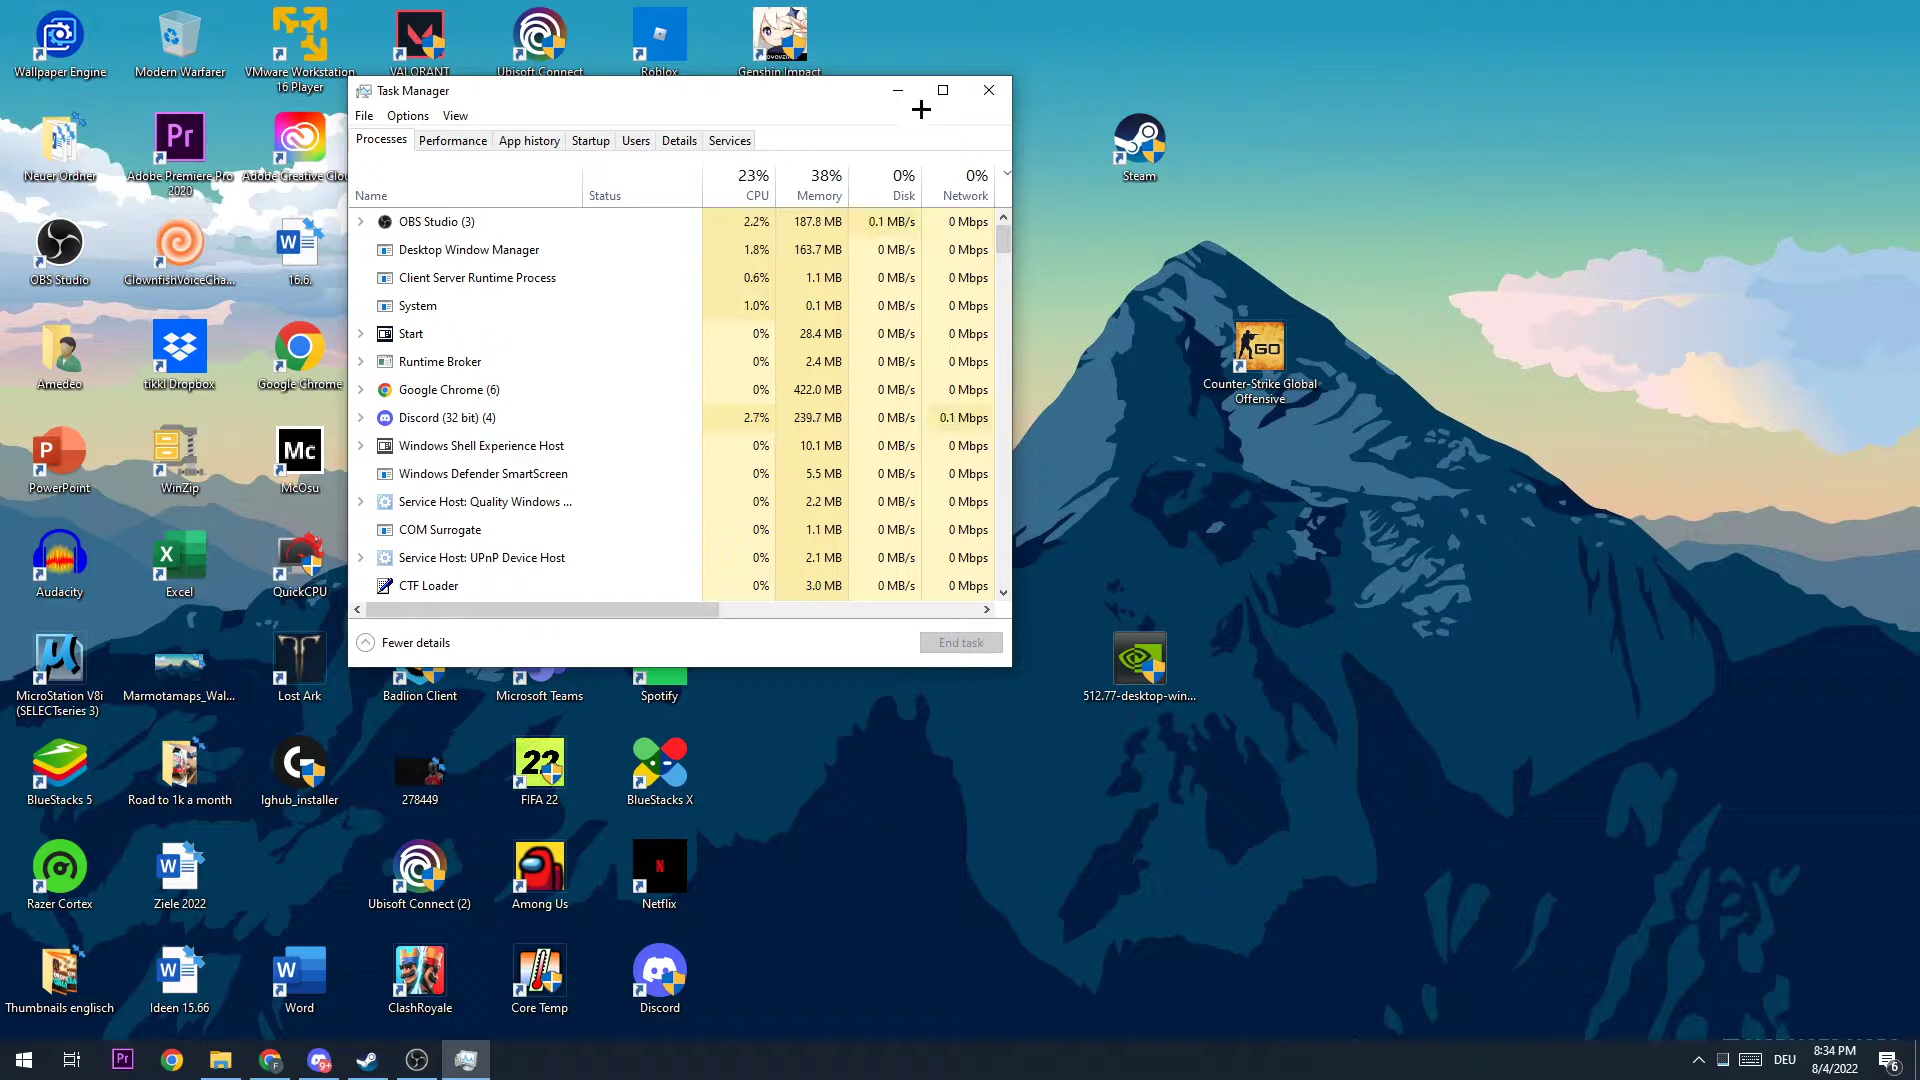 Wallpaper Engine
Modern Warfarer
VMware Workstation
16 Player
VALORANT
Ubisoft Connect
Roblox
Genshin Impact
Task Manager
File Options View
Processes Performance App history Startup Users Details Services
23% 38% 0% 0%
Name Status CPU Memory Disk Network
OBS Studio (3) 2.2% 187.8 MB 0.1 MB/s 0 Mbps
Desktop Window Manager 1.8% 163.7 MB 0 MB/s 0 Mbps
Client Server Runtime Process 0.6% 1.1 MB 0 MB/s 0 Mbps
System 1.0% 0.1 MB 0 MB/s 0 Mbps
Start 0% 28.4 MB 0 MB/s 0 Mbps
Runtime Broker 0% 2.4 MB 0 MB/s 0 Mbps
Google Chrome (6) 0% 422.0 MB 0 MB/s 0 Mbps
Discord (32 bit) (4) 2.7% 239.7 MB 0 MB/s 0.1 Mbps
Windows Shell Experience Host 0% 10.1 MB 0 MB/s 0 Mbps
Windows Defender SmartScreen 0% 5.5 MB 0 MB/s 0 Mbps
Service Host: Quality Windows ... 0% 2.2 MB 0 MB/s 0 Mbps
COM Surrogate 0% 1.1 MB 0 MB/s 0 Mbps
Service Host: UPnP Device Host 0% 2.1 MB 0 MB/s 0 Mbps
CTF Loader 0% 3.0 MB 0 MB/s 0 Mbps
Fewer details
End task
Neuer Ordner
Pr
Adobe Premiere Pro
2020
Adobe Creative Clou
Steam
OBS Studio
ClownfishVoiceCha...
16.6.
Amedeo
tikkl Dropbox
Google Chrome
GO
Counter-Strike Global
Offensive
PowerPoint
WinZip
Mc
McOsu
Audacity
Excel
QuickCPU
MicroStation V8i
(SELECTseries 3)
Marmotamaps_Wal...
Lost Ark
Badlion Client
Microsoft Teams
Spotify
512.77-desktop-win...
BlueStacks 5
Road to 1k a month
lghub_installer
278449
22
FIFA 22
BlueStacks X
Razer Cortex
Ziele 2022
Ubisoft Connect (2)
Among Us
N
Netflix
Thumbnails englisch
Ideen 15.66
Word
ClashRoyale
Core Temp
Discord
Pr
F
9+
DEU
8:34 PM
8/4/2022
6